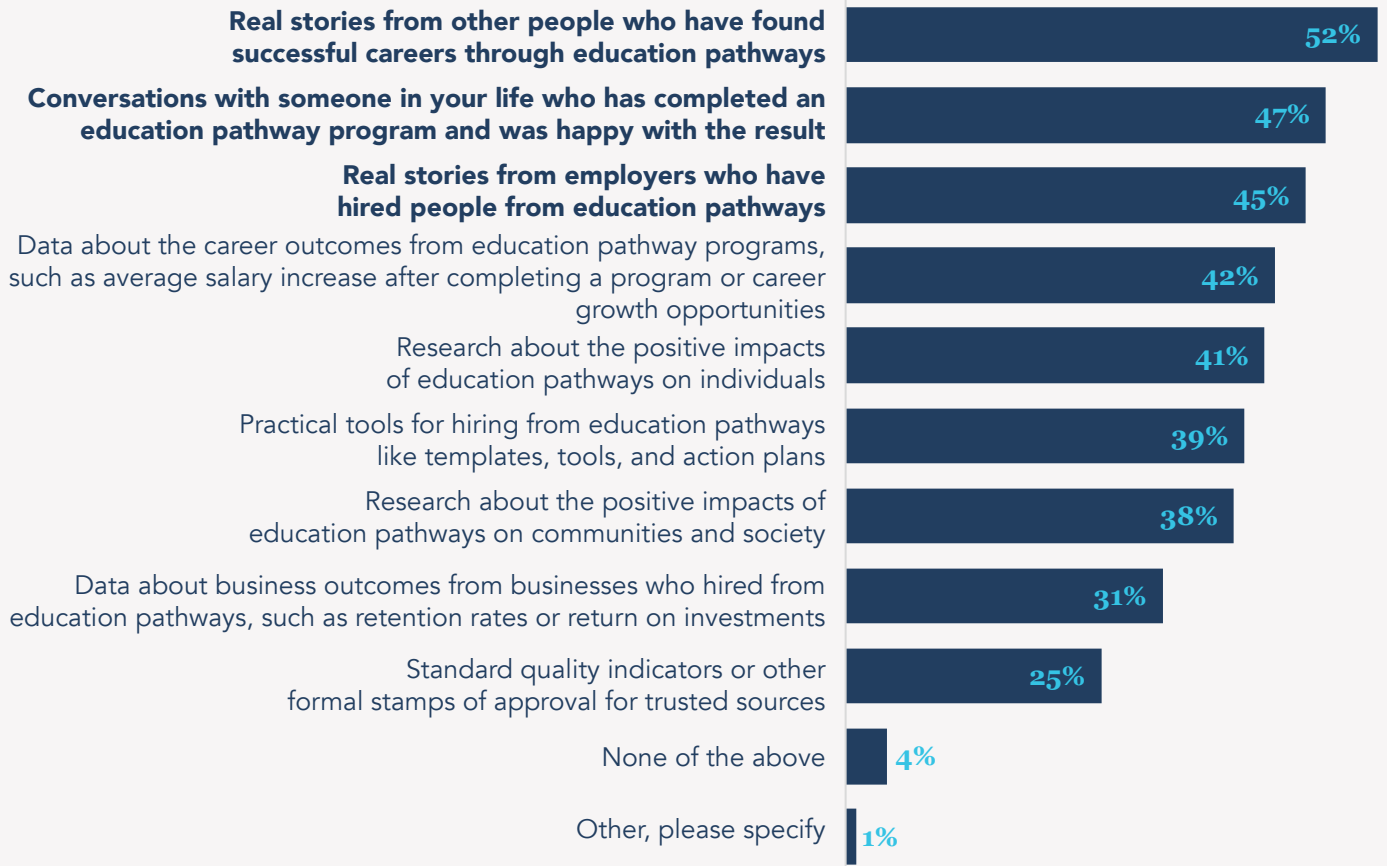 Real stories from other people who have found
successful careers through education pathways
52%
Conversations with someone in your life who has completed an
education pathway program and was happy with the result
47%
Real stories from employers who have
hired people from education pathways
45%
Data about the career outcomes from education pathway programs,
such as average salary increase after completing a program or career
growth opportunities
42%
Research about the positive impacts
of education pathways on individuals
41%
Practical tools for hiring from education pathways
like templates, tools, and action plans
39%
Research about the positive impacts of
education pathways on communities and society
38%
Data about business outcomes from businesses who hired from
education pathways, such as retention rates or return on investments
31%
Standard quality indicators or other
formal stamps of approval for trusted sources
25%
None of the above
4%
Other, please specify
1%